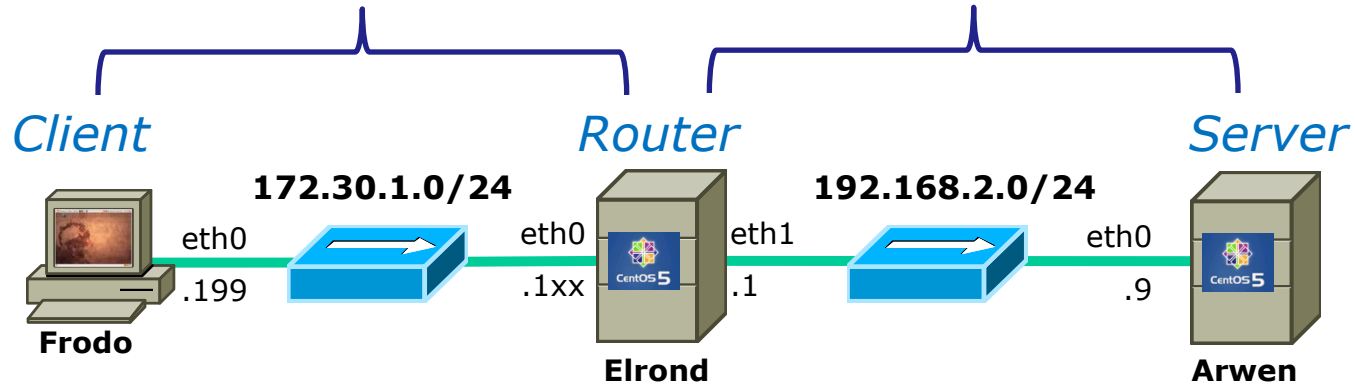 Client
Router
Server
172.30.1.0/24
192.168.2.0/24
eth0
eth0
eth1
eth0
.199
.1xx
.1
.9
CentOS 5
CentOS 5
Frodo
Elrond
Arwen